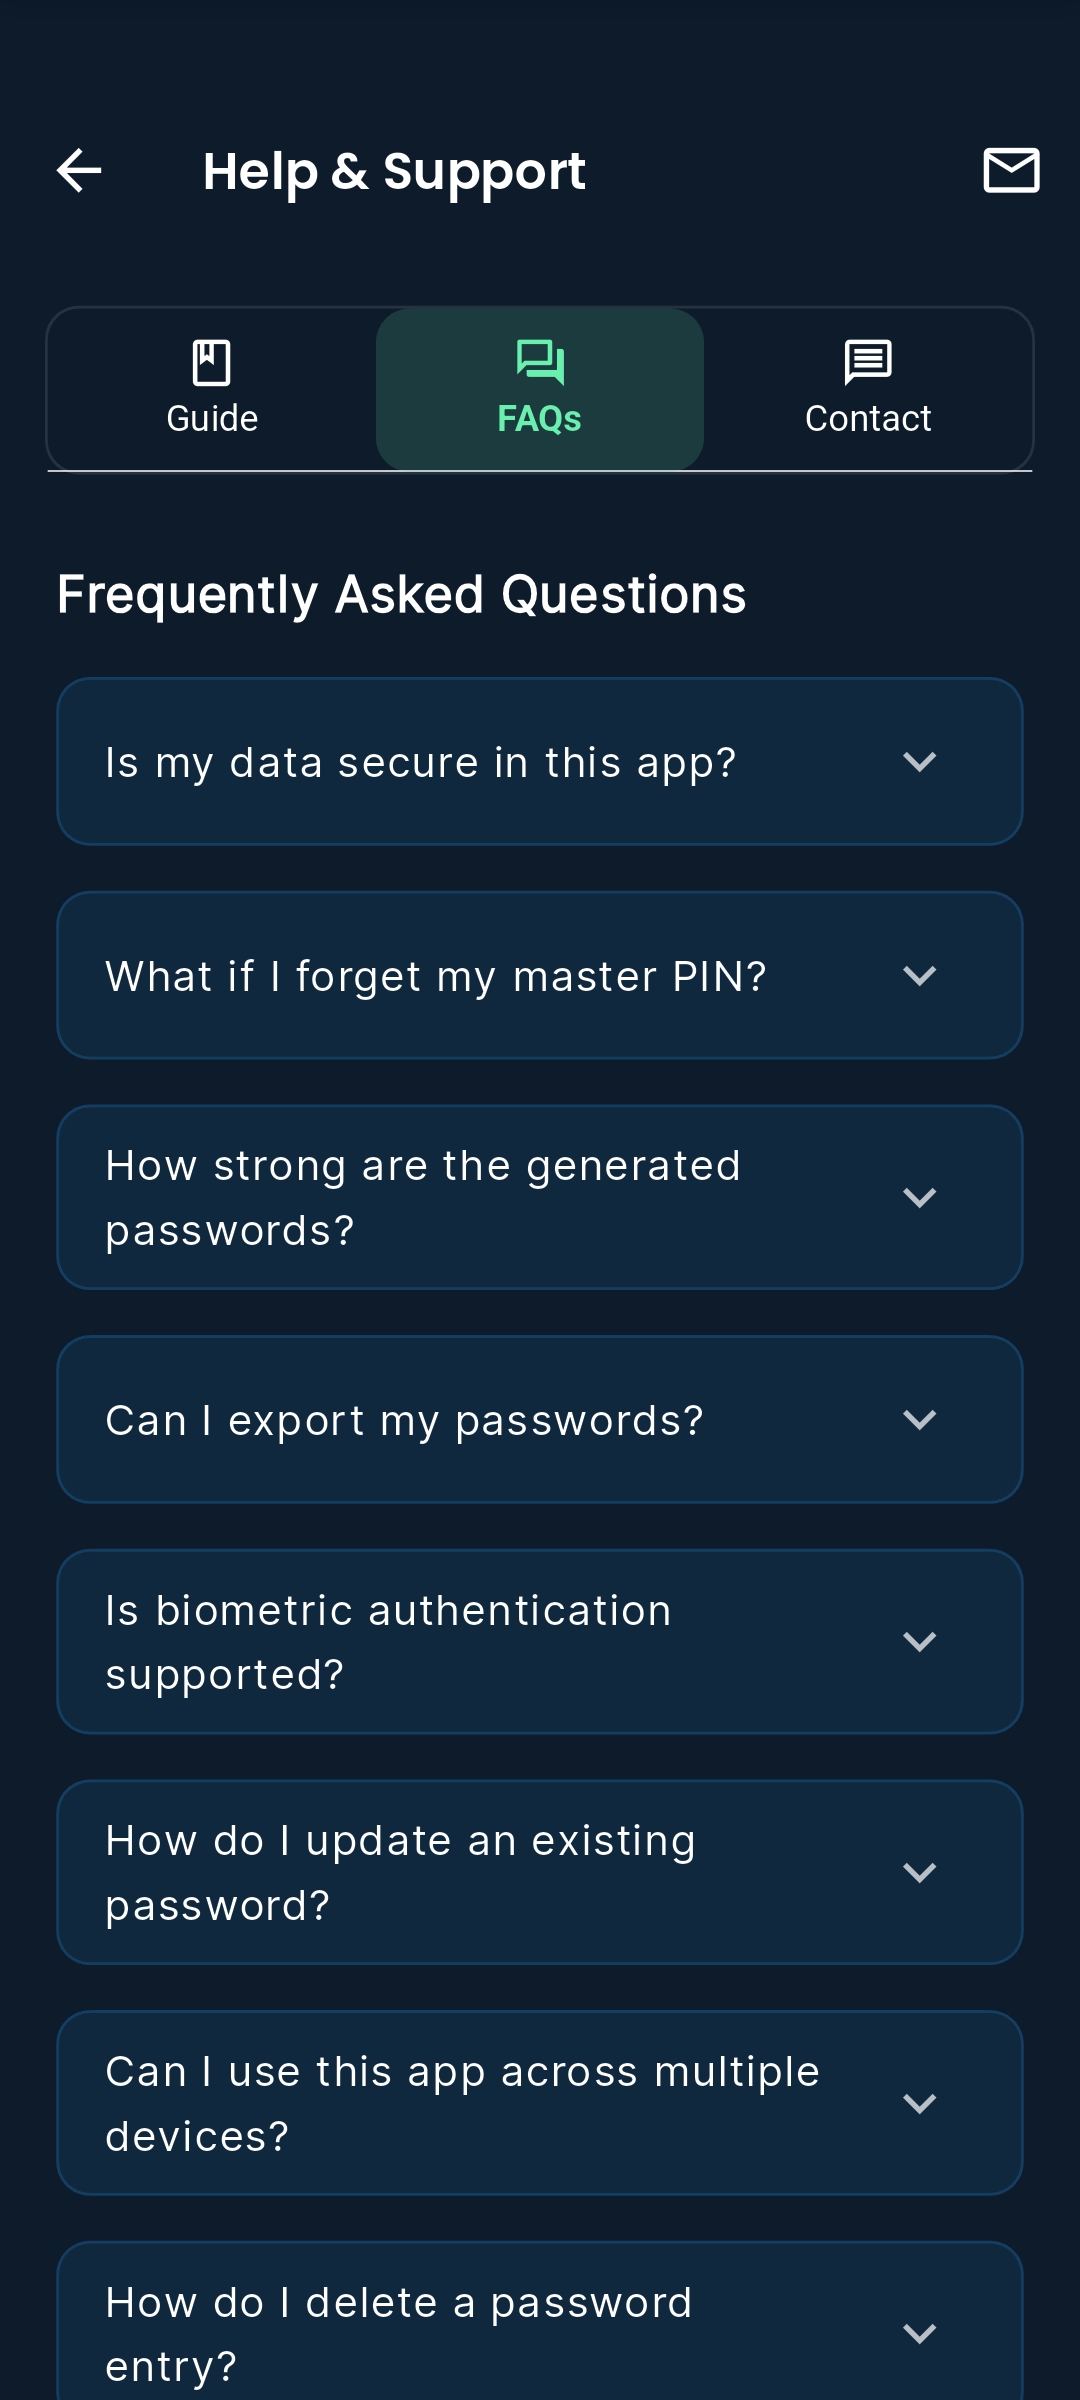 Help & Support
Guide
FAQs
Contact
Frequently Asked Questions
Is my data secure in this app?
What if I forget my master PIN?
How strong are the generated
passwords?
Can I export my passwords?
Is biometric authentication
supported?
How do I update an existing
password?
Can I use this app across multiple
devices?
How do I delete a password
entry?